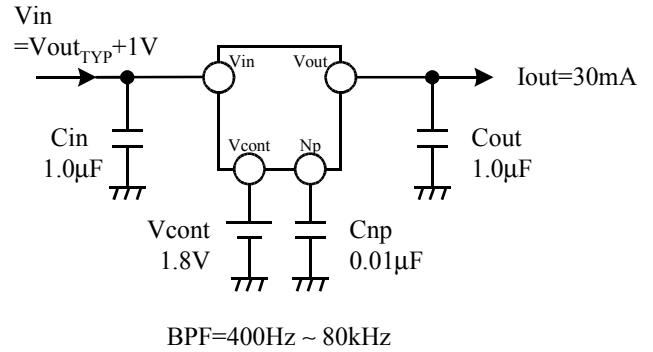 Vin
=VoutTYP+1V
Vin
Vout
Iout=30mA
Cin
1.0µF
Vcont
Np
Cout
1.0µF
Vcont
1.8V
Cnp
0.01µF
BPF=400Hz ~ 80kHz